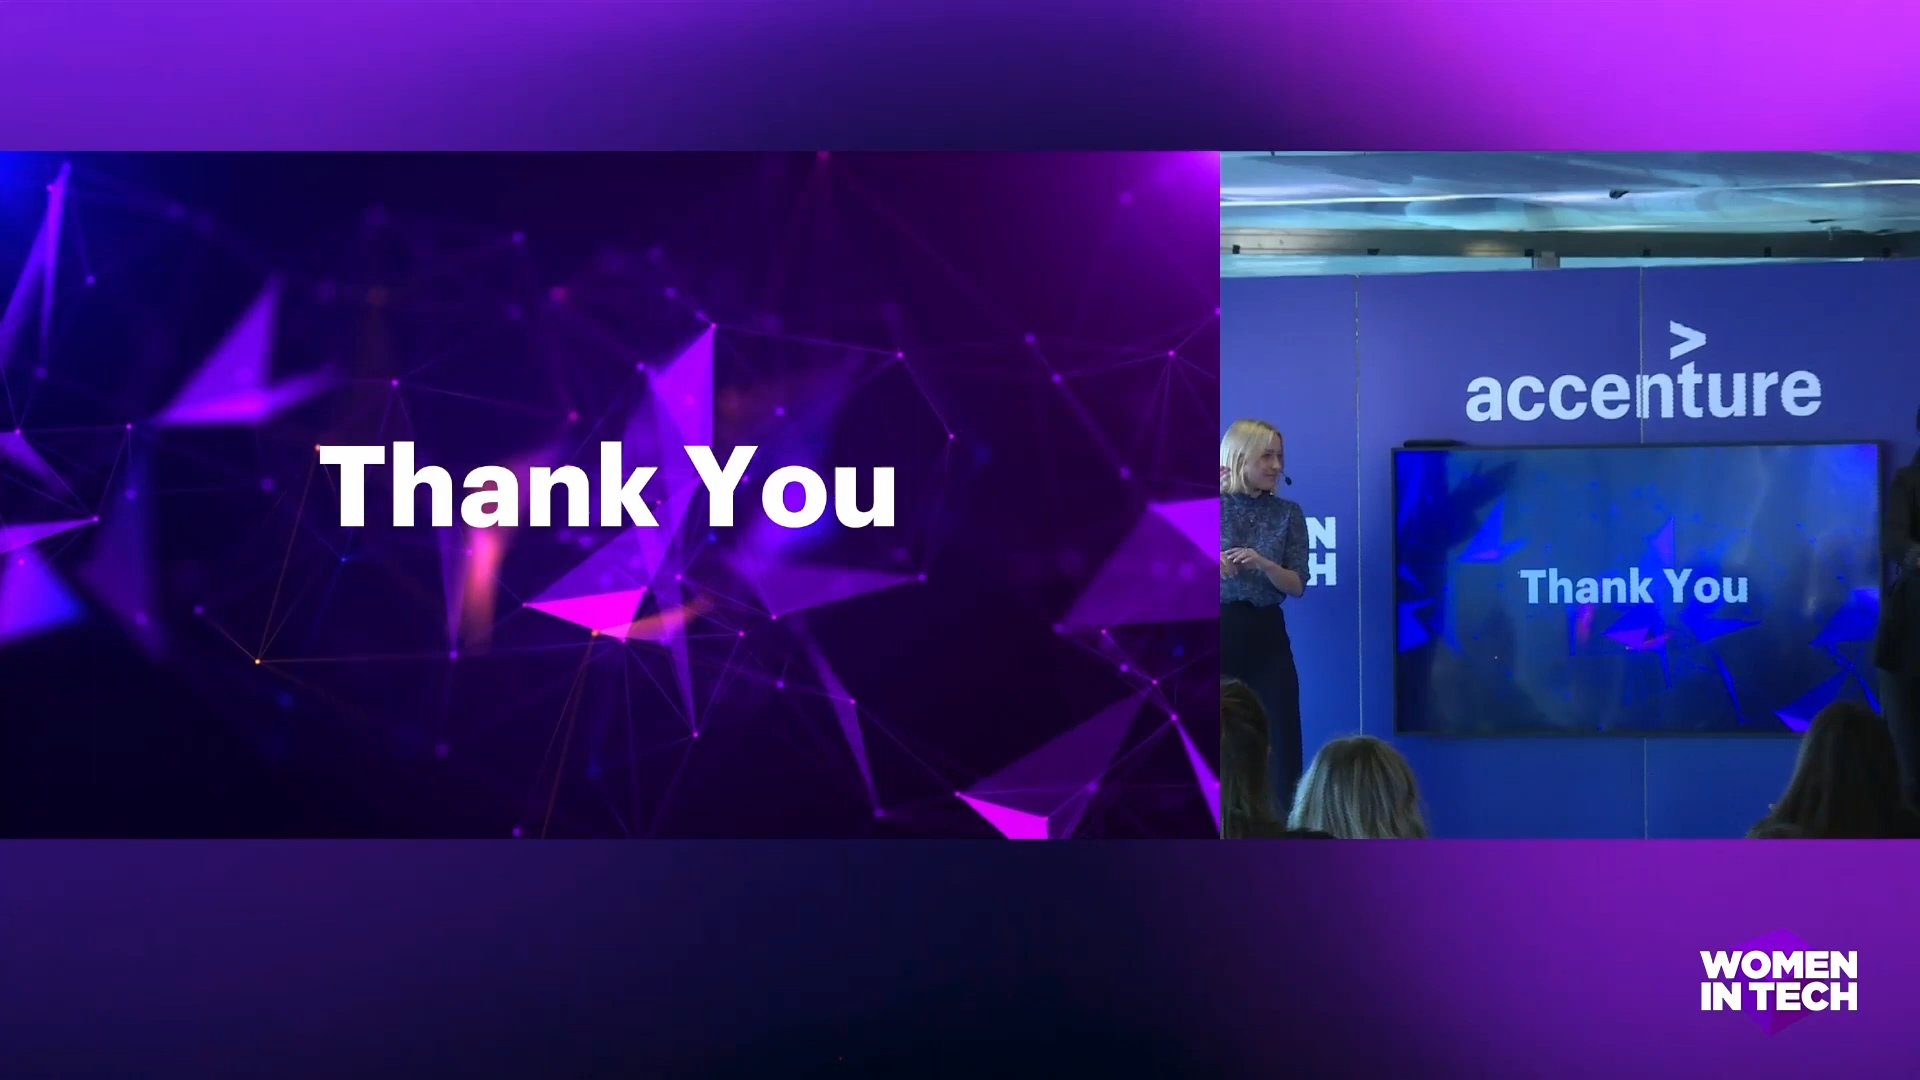 Thank You
>
accenture
N
H
Thank You
WOMEN
IN TECH